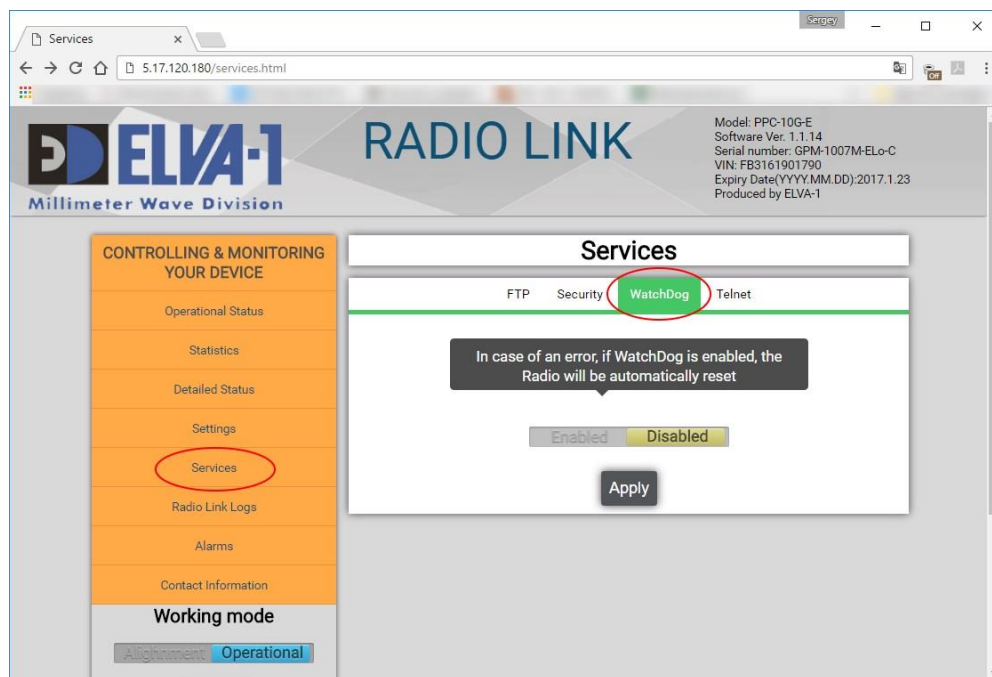 Sergey
Services
5.17.120.180/services.html
OFF
ELVA-1
Millimeter Wave Division
RADIO LINK
Model: PPC-10G-E
Software Ver. 1.1.14
Serial number: GPM-1007M-ELo-C
VIN: FB3161901790
Expiry Date(YYYY.MM.DD):2017.1.23
Produced by ELVA-1
CONTROLLING & MONITORING
YOUR DEVICE
Operational Status
Statistics
Detailed Status
Settings
Services
Radio Link Logs
Alarms
Contact Information
Working mode
Alighnment Operational
Services
FTP Security WatchDog Telnet
In case of an error, if WatchDog is enabled, the
Radio will be automatically reset
Enabled Disabled
Apply